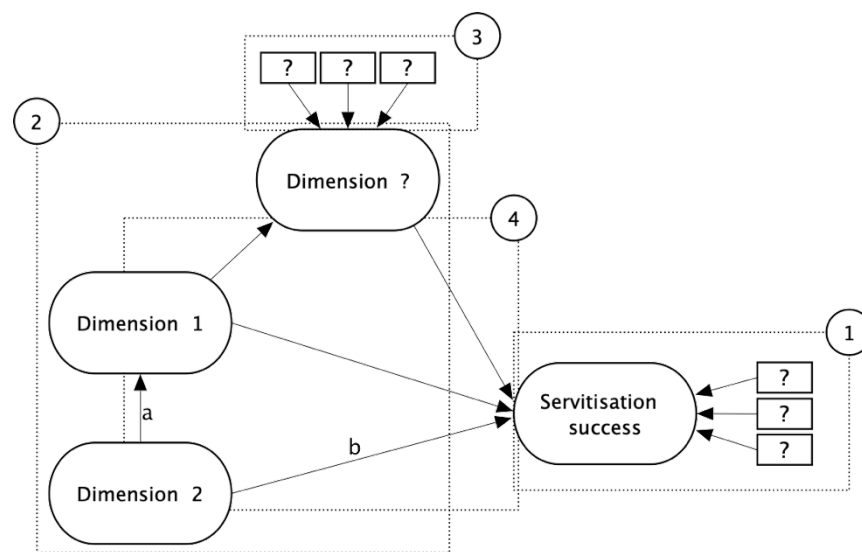 3
? ? ?
2
Dimension ?
4
Dimension 1
1
?
Servitisation
success
?
?
a
b
Dimension 2